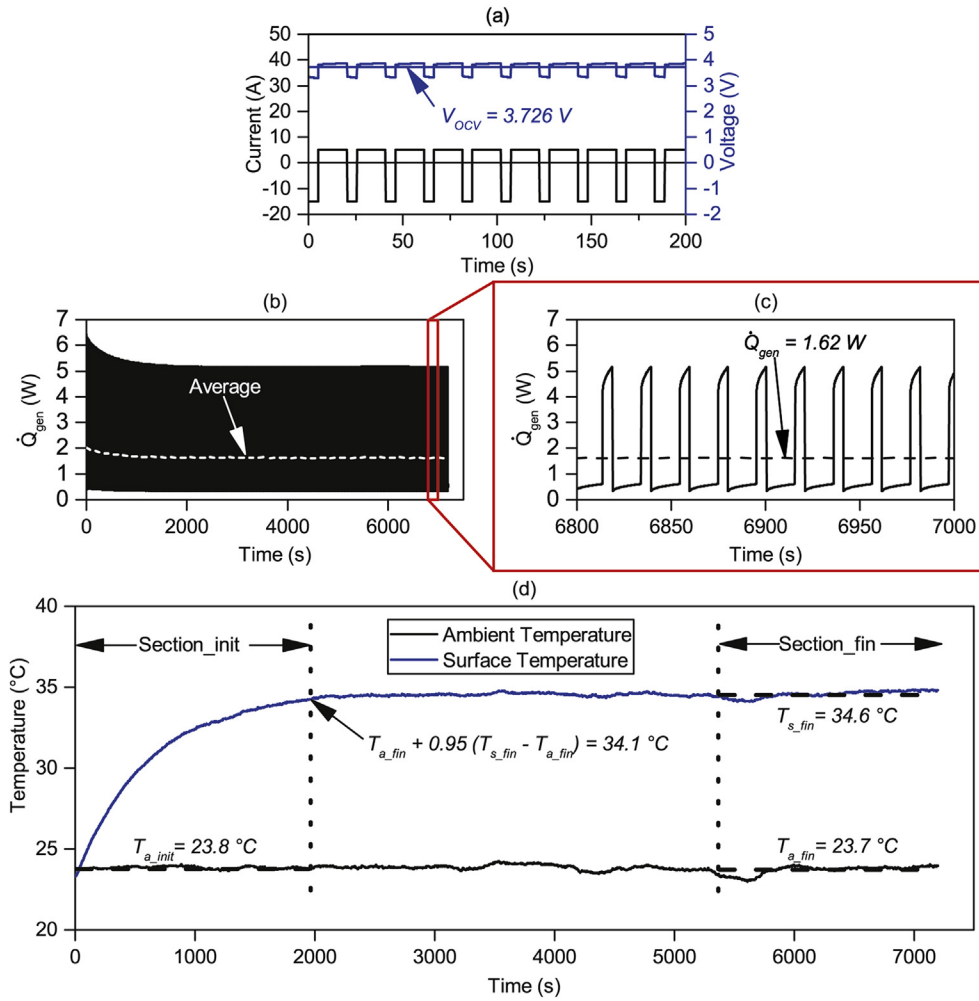 (a)
50
40
30
20
10
0
-10
-20
Current (A)
5
4
3
2
1
0
-1
-2
Voltage (V)
V_OCV = 3.726 V
0 50 100 150 200
Time (s)
(b)
7
6
5
4
3
2
1
0
Q̇_gen (W)
Average
0 2000 4000 6000
Time (s)
(c)
7
6
5
4
3
2
1
0
Q̇_gen (W)
Q̇_gen = 1.62 W
6800 6850 6900 6950 7000
Time (s)
(d)
40
35
30
25
20
Temperature (°C)
Section_init
Ambient Temperature
Surface Temperature
Section_fin
T_s_fin = 34.6 °C
T_a_fin + 0.95 (T_s_fin - T_a_fin) = 34.1 °C
T_a_init = 23.8 °C
T_a_fin = 23.7 °C
0 1000 2000 3000 4000 5000 6000 7000
Time (s)